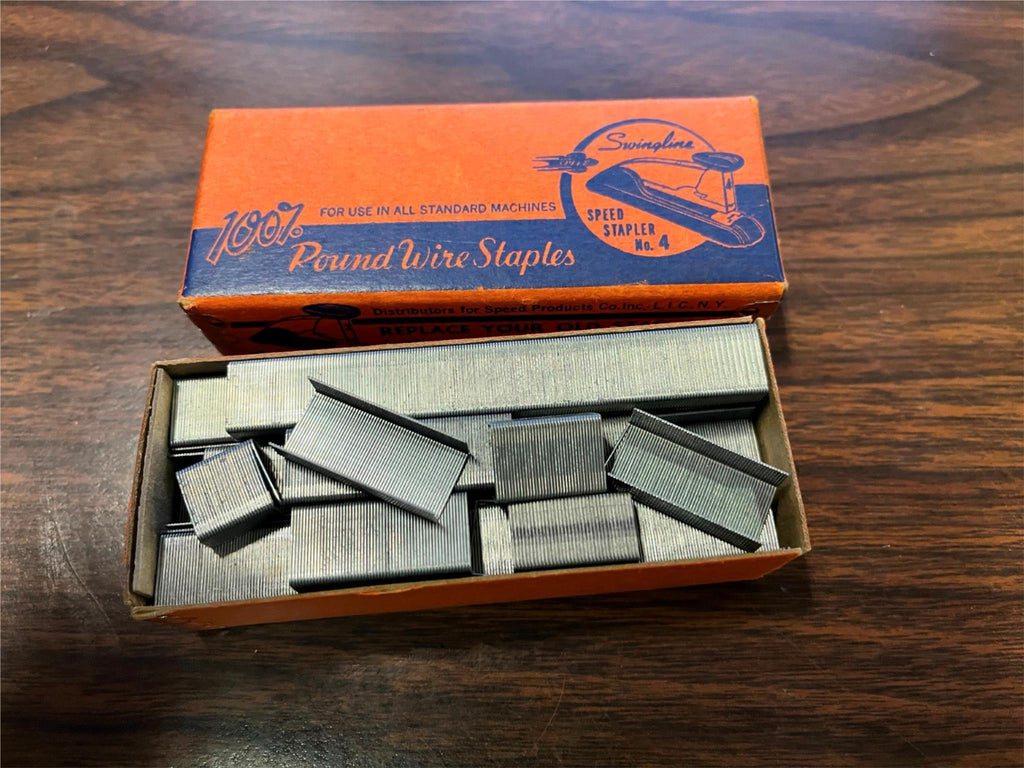 Swingline
SPEED
STAPLER
No. 4
FOR USE IN ALL STANDARD MACHINES
100%
Round Wire Staples
Distributors for Speed Products Co. Inc. L.I.C. N.Y.
REPLACE YOUR OLD